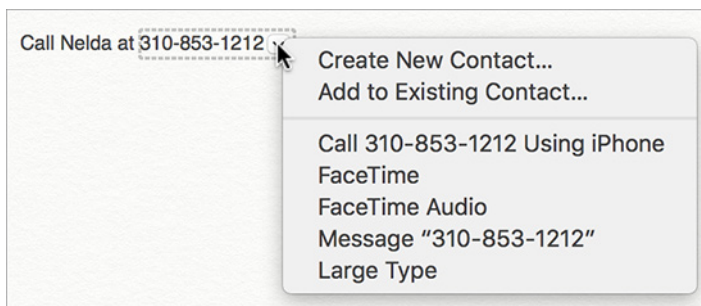 Call Nelda at 310-853-1212
Create New Contact...
Add to Existing Contact...
Call 310-853-1212 Using iPhone
FaceTime
FaceTime Audio
Message “310-853-1212”
Large Type